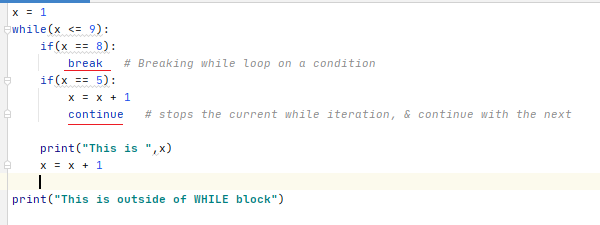 x = 1
while(x <= 9):
    if(x == 8):
        break   # Breaking while loop on a condition
    if(x == 5):
        x = x + 1
        continue   # stops the current while iteration, & continue with the next

    print("This is ",x)
    x = x + 1

print("This is outside of WHILE block")